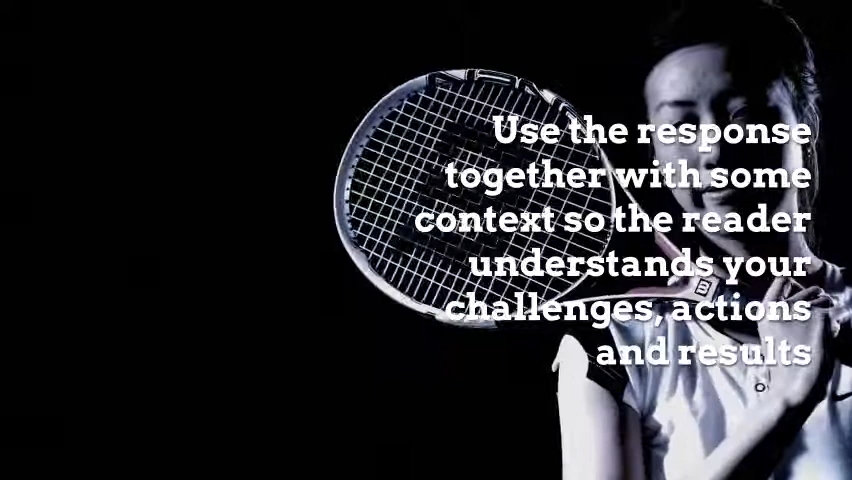 Use the response
together with some
context so the reader
understands your
challenges, actions
and results